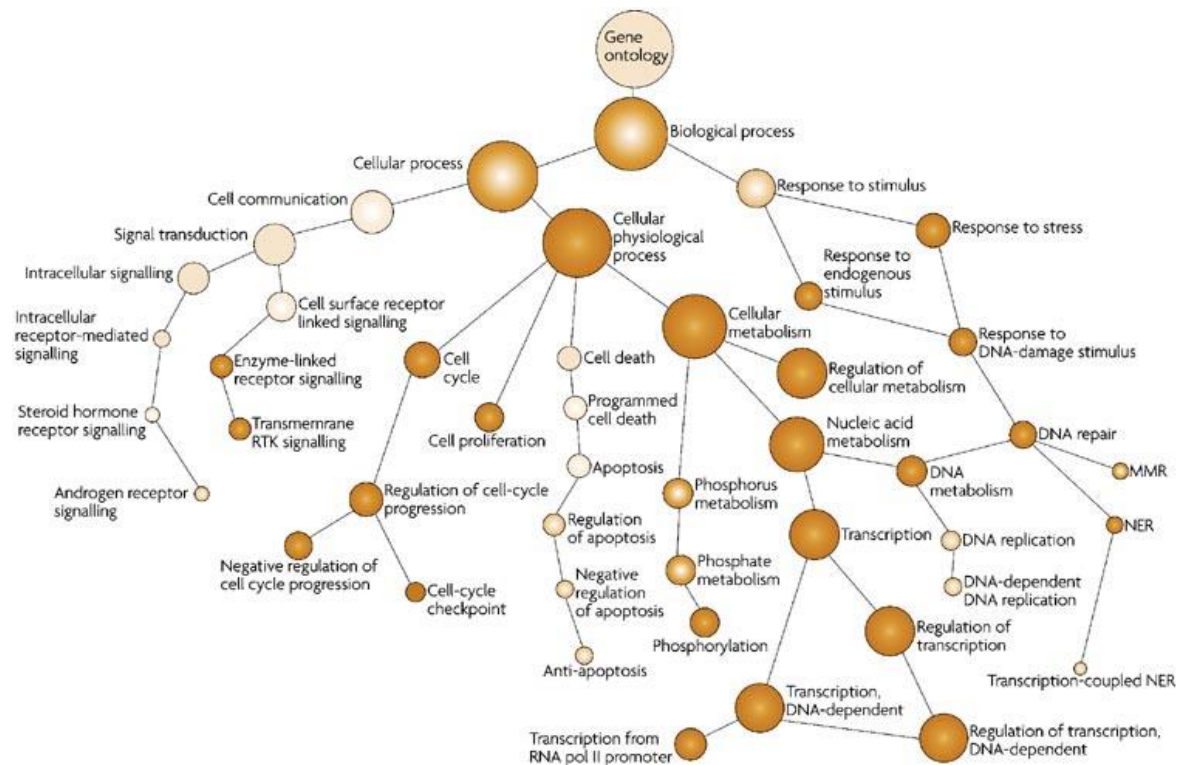 Gene
ontology
Biological process
Cellular process
Response to stimulus
Cell communication
Cellular
physiological
process
Response to stress
Signal transduction
Response to
endogenous
stimulus
Intracellular signalling
Cell surface receptor
linked signalling
Cellular
metabolism
Intracellular
receptor-mediated
signalling
Response to
DNA-damage stimulus
Enzyme-linked
receptor signalling
Cell
cycle
Cell death
Regulation of
cellular metabolism
Steroid hormone
receptor signalling
Transmemrane
RTK signalling
Cell proliferation
Programmed
cell death
Nucleic acid
metabolism
DNA repair
Apoptosis
DNA
metabolism
MMR
Androgen receptor
signalling
Regulation of cell-cycle
progression
Phosphorus
metabolism
Regulation
of apoptosis
Transcription
DNA replication
NER
Negative regulation of
cell cycle progression
Cell-cycle
checkpoint
Negative
regulation
of apoptosis
Phosphate
metabolism
DNA-dependent
DNA replication
Phosphorylation
Regulation of
transcription
Anti-apoptosis
Transcription-coupled NER
Transcription,
DNA-dependent
Transcription from
RNA pol II promoter
Regulation of transcription,
DNA-dependent